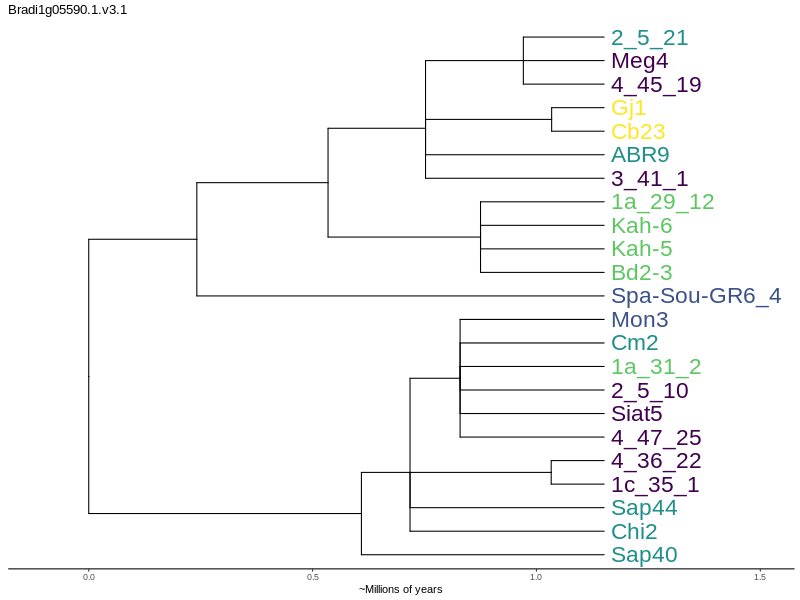 Bradi1g05590.1.v3.1
2_5_21
Meg4
4_45_19
Gj1
Cb23
ABR9
3_41_1
1a_29_12
Kah-6
Kah-5
Bd2-3
Spa-Sou-GR6_4
Mon3
Cm2
1a_31_2
2_5_10
Siat5
4_47_25
4_36_22
1c_35_1
Sap44
Chi2
Sap40
0.0 0.5 1.0 1.5
~Millions of years